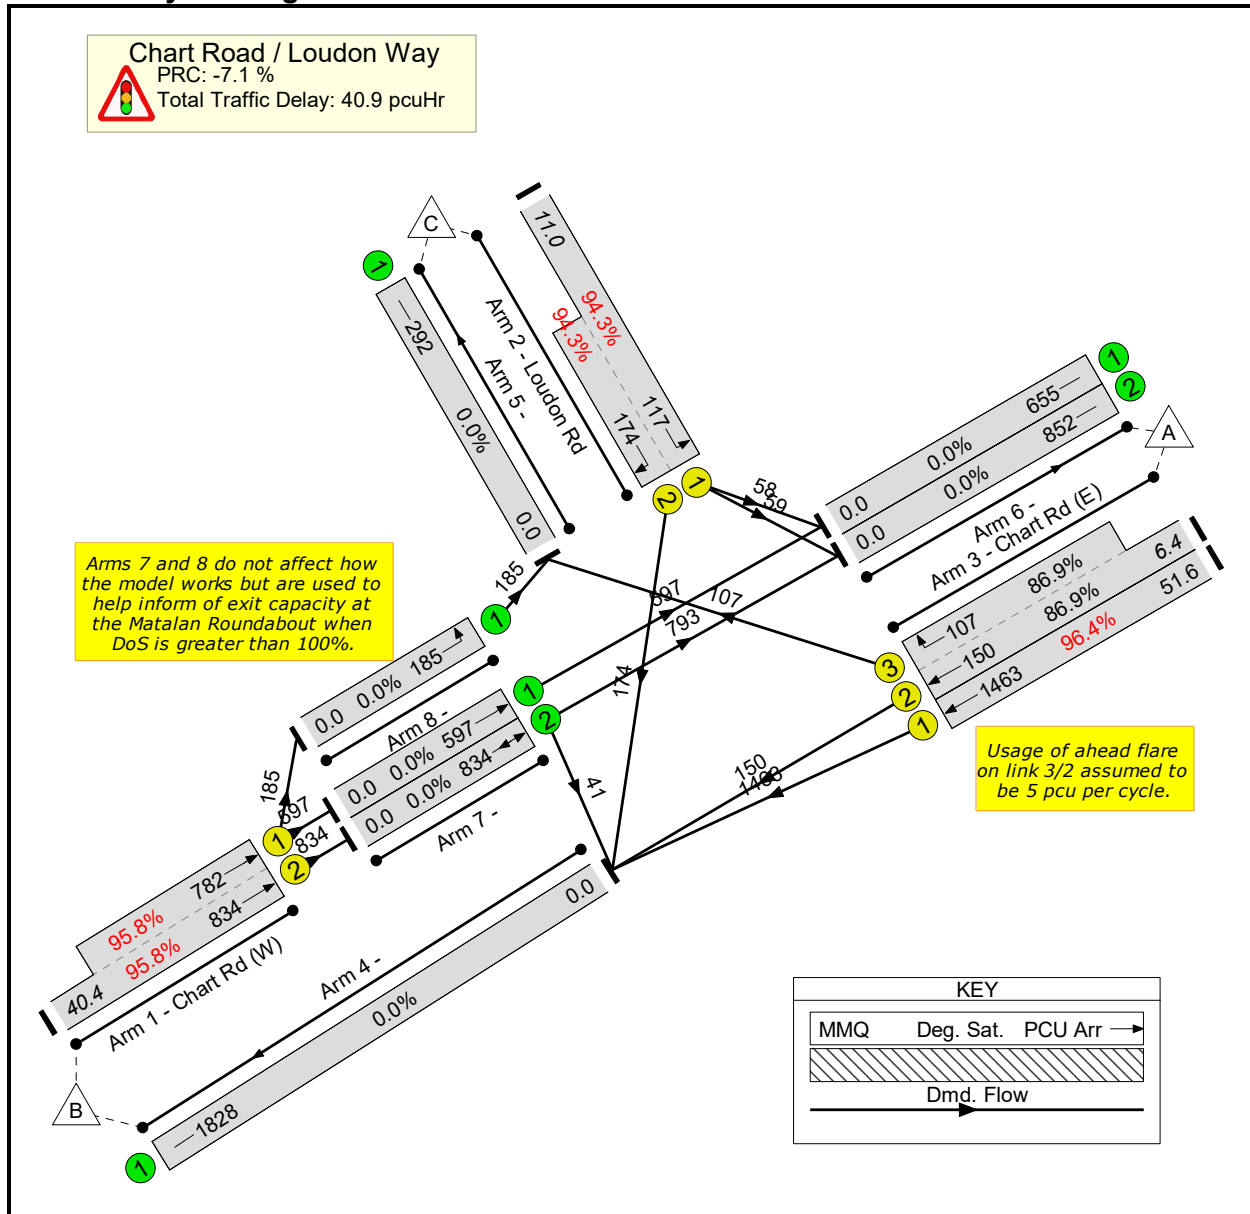 Chart Road / Loudon Way
PRC: -7.1 %
Total Traffic Delay: 40.9 pcuHr
C
1
292
0.0%
0.0
Arm 5 -
Arm 2 - Loudon Rd
11.0
94.3%
94.3%
117
174
1
2
58
59
655
0.0%
0.0
1
852
0.0%
0.0
2
A
Arm 6 -
Arm 3 - Chart Rd (E)
6.4
86.9%
107
3
86.9%
150
2
51.6
96.4%
1463
1
Arms 7 and 8 do not affect how
the model works but are used to
help inform of exit capacity at
the Matalan Roundabout when
DoS is greater than 100%.
Usage of ahead flare
on link 3/2 assumed to
be 5 pcu per cycle.
185
1
0.0 0.0% 185
Arm 8 -
597
107
793
174
1
2
0.0 0.0% 597
0.0 0.0% 834
Arm 7 -
41
150
1463
185
597
834
1
2
782
95.8%
834
95.8%
40.4
Arm 1 - Chart Rd (W)
Arm 4 -
0.0
0.0%
1828
1
B
KEY
MMQ Deg. Sat. PCU Arr
Dmd. Flow